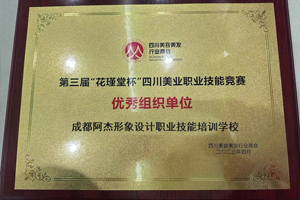 四川美容美发
行业商会
第三届“花瑾堂杯”四川美业职业技能竞赛
优秀组织单位
成都阿杰形象设计职业技能培训学校
四川美容美发行业商会